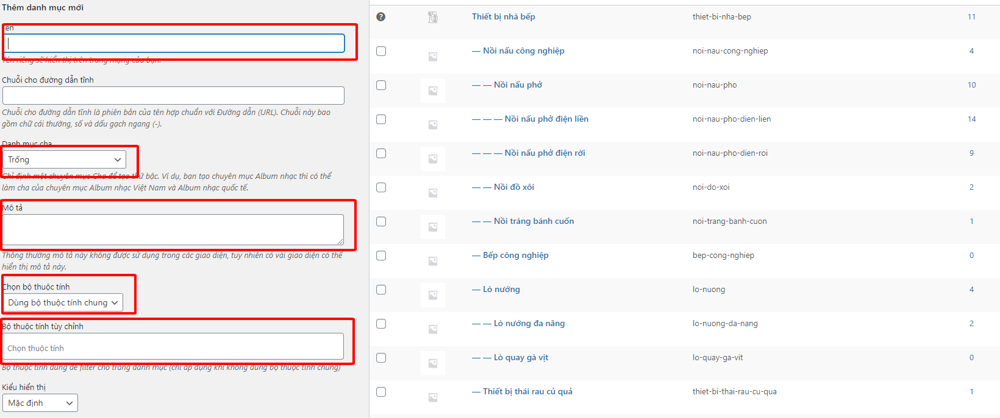 Thêm danh mục mới
Tên
Tên riêng sẽ hiển thị trên trang mạng của bạn.
Chuỗi cho đường dẫn tĩnh
Chuỗi cho đường dẫn tĩnh là phiên bản của tên hợp chuẩn với Đường dẫn (URL). Chuỗi này bao
gồm chữ cái thường, số và dấu gạch ngang (-).
Danh mục cha
Trống
Chỉ định một chuyên mục Cha để tạo thứ bậc. Ví dụ, bạn tạo chuyên mục Album nhạc thì có thể
làm cha của chuyên mục Album nhạc Việt Nam và Album nhạc quốc tế.
Mô tả
Thông thường mô tả này không được sử dụng trong các giao diện, tuy nhiên có vài giao diện có thể
hiển thị mô tả này.
Chọn bộ thuộc tính
Dùng bộ thuộc tính chung
Bộ thuộc tính tùy chỉnh
Chọn thuộc tính
Bộ thuộc tính dùng để filter cho trang danh mục (chỉ áp dụng khi không dùng bộ thuộc tính chung)
Kiểu hiển thị
Mặc định
? Thiết bị nhà bếp thiet-bi-nha-bep 11
— Nồi nấu công nghiệp noi-nau-cong-nghiep 4
— — Nồi nấu phở noi-nau-pho 10
— — — Nồi nấu phở điện liền noi-nau-pho-dien-lien 14
— — — Nồi nấu phở điện rời noi-nau-pho-dien-roi 9
— — Nồi đồ xôi noi-do-xoi 2
— — Nồi tráng bánh cuốn noi-trang-banh-cuon 1
— Bếp công nghiệp bep-cong-nghiep 0
— Lò nướng lo-nuong 4
— — Lò nướng đa năng lo-nuong-da-nang 2
— — Lò quay gà vịt lo-quay-ga-vit 0
— Thiết bị thái rau củ quả thiet-bi-thai-rau-cu-qua 1